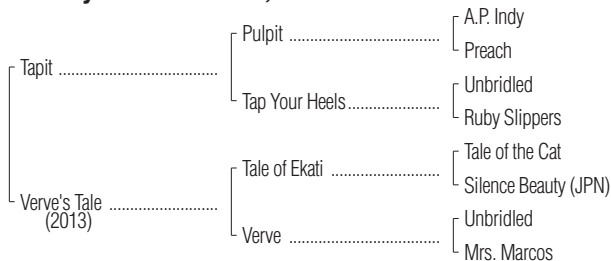 A.P. Indy
Pulpit
Preach
Tapit
Unbridled
Tap Your Heels
Ruby Slippers
Tale of the Cat
Tale of Ekati
Silence Beauty (JPN)
Verve's Tale
(2013)
Unbridled
Verve
Mrs. Marcos